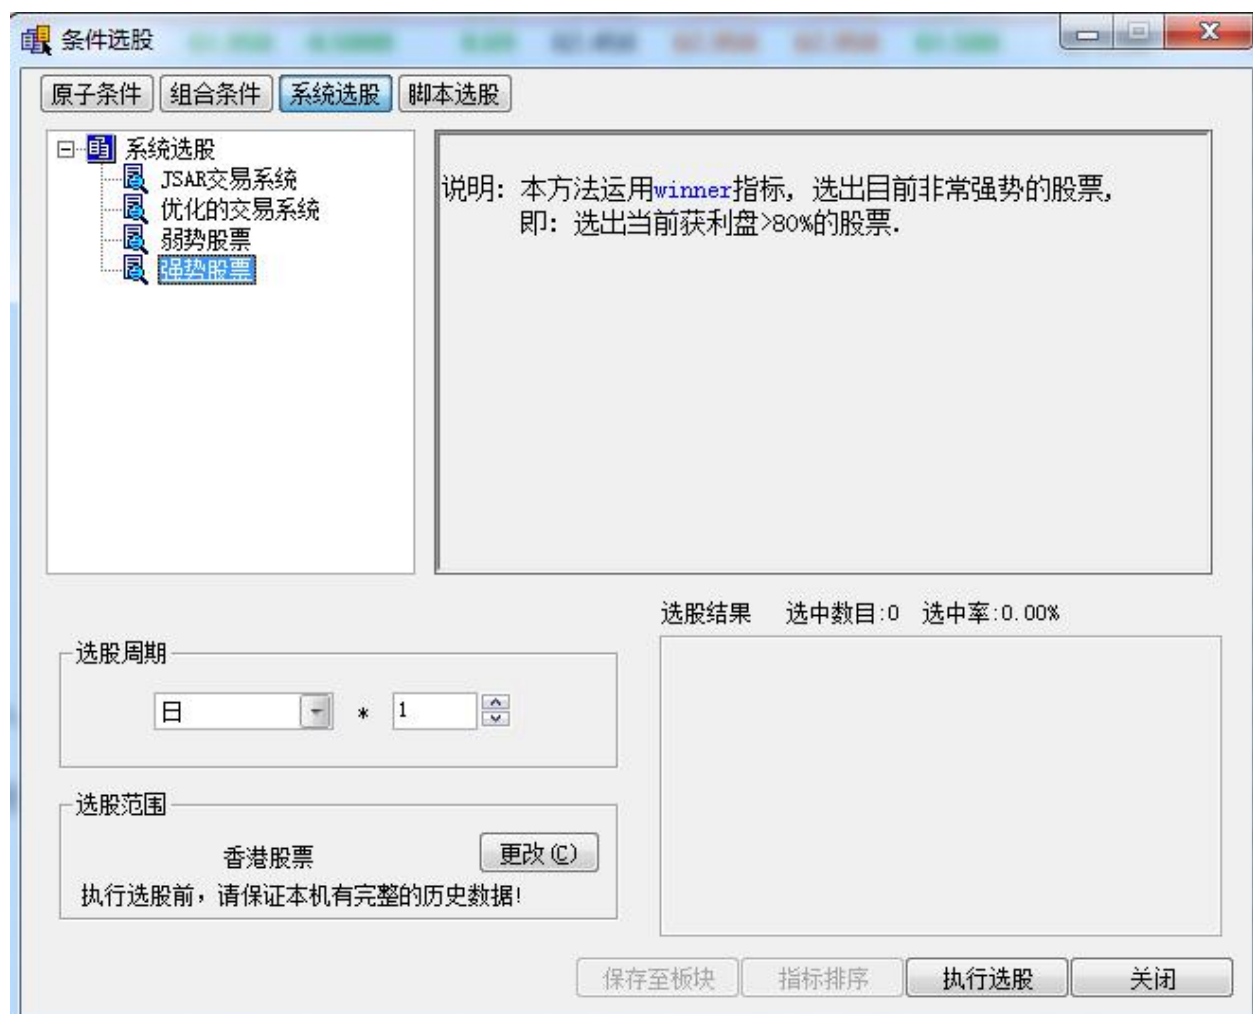 条件选股
原子条件 组合条件 系统选股 脚本选股
系统选股
JSAR交易系统
优化的交易系统
弱势股票
强势股票
说明: 本方法运用winner指标, 选出目前非常强势的股票,
即: 选出当前获利盘>80%的股票.
选股结果 选中数目:0 选中率:0.00%
选股周期
日 * 1
选股范围
香港股票 更改(C)
执行选股前，请保证本机有完整的历史数据!
保存至板块 指标排序 执行选股 关闭